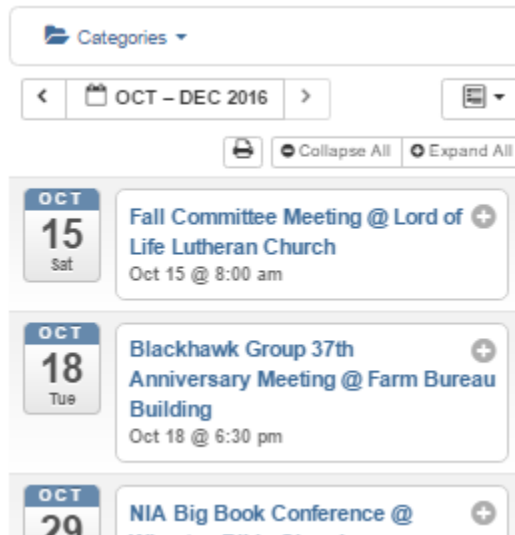 Categories
OCT – DEC 2016
Collapse All Expand All
OCT
15
Sat
Fall Committee Meeting @ Lord of
Life Lutheran Church
Oct 15 @ 8:00 am
OCT
18
Tue
Blackhawk Group 37th
Anniversary Meeting @ Farm Bureau
Building
Oct 18 @ 6:30 pm
OCT
29
NIA Big Book Conference @